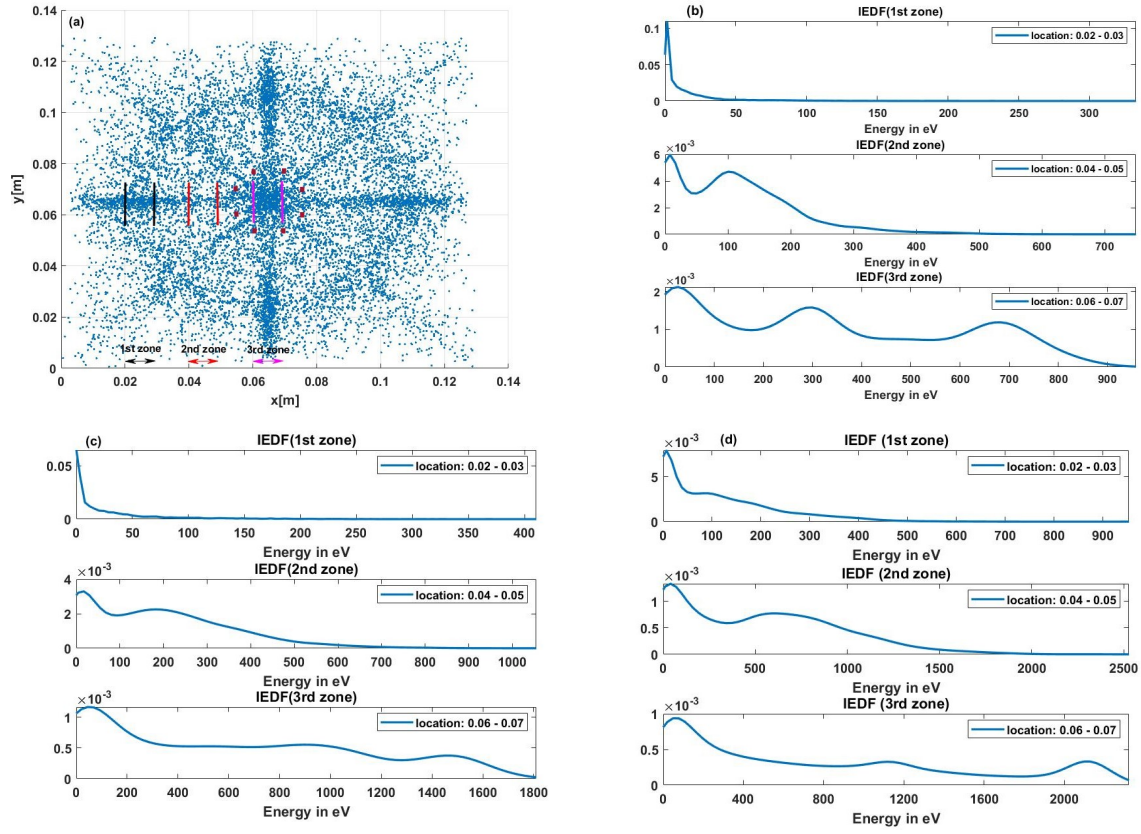 (a)
0.14
0.12
0.1
0.08
0.06
0.04
0.02
0
y[m]
1st zone 2nd zone 3rd zone
0 0.02 0.04 0.06 0.08 0.1 0.12 0.14
x[m]
(b)
IEDF(1st zone)
location: 0.02 - 0.03
0.1
0.05
0
0 50 100 150 200 250 300
Energy in eV
IEDF(2nd zone)
×10⁻³
location: 0.04 - 0.05
6
4
2
0
0 100 200 300 400 500 600 700
Energy in eV
IEDF(3rd zone)
×10⁻³
location: 0.06 - 0.07
2
1
0
0 100 200 300 400 500 600 700 800 900
Energy in eV
(c)
IEDF(1st zone)
location: 0.02 - 0.03
0.05
0
0 50 100 150 200 250 300 350 400
Energy in eV
IEDF(2nd zone)
×10⁻³
location: 0.04 - 0.05
4
2
0
0 100 200 300 400 500 600 700 800 900 1000
Energy in eV
IEDF(3rd zone)
×10⁻³
location: 0.06 - 0.07
1
0.5
0
0 200 400 600 800 1000 1200 1400 1600 1800
Energy in eV
(d)
IEDF (1st zone)
×10⁻³
location: 0.02 - 0.03
5
0
0 100 200 300 400 500 600 700 800 900
Energy in eV
IEDF (2nd zone)
×10⁻³
location: 0.04 - 0.05
1
0.5
0
0 500 1000 1500 2000 2500
Energy in eV
IEDF (3rd zone)
×10⁻³
location: 0.06 - 0.07
1
0.5
0
0 400 800 1200 1600 2000
Energy in eV